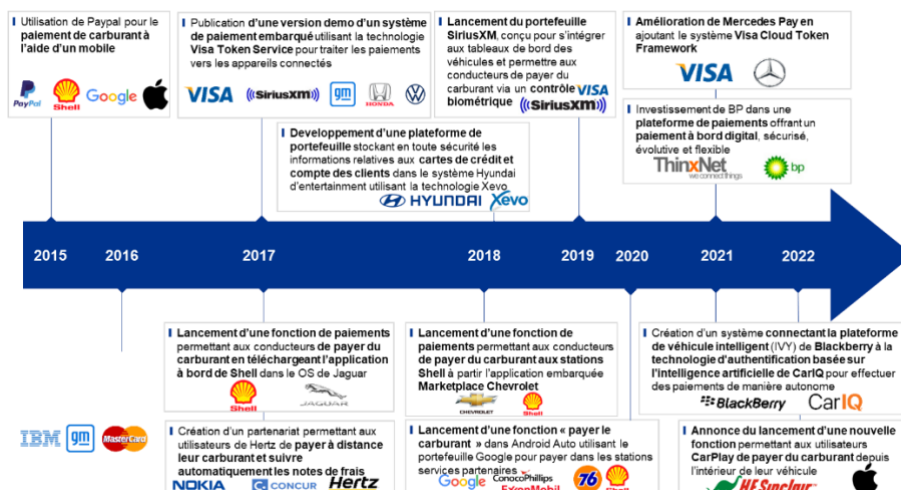 Utilisation de Paypal pour le
paiement de carburant à
l'aide d'un mobile
PayPal
Shell
Google
Publication d'une version demo d'un système
de paiement embarqué utilisant la technologie
Visa Token Service pour traiter les paiements
vers les appareils connectés
VISA
((SiriusXM))
gm
HONDA
Lancement du portefeuille
SiriusXM, conçu pour s'intégrer
aux tableaux de bord des
véhicules et permettre aux
conducteurs de payer du
carburant via un contrôle
biométrique
VISA
((SiriusXM))
Amélioration de Mercedes Pay en
ajoutant le système Visa Cloud Token
Framework
VISA
Developpement d'une plateforme de
portefeuille stockant en toute sécurité les
informations relatives aux cartes de crédit et
compte des clients dans le système Hyundai
d'entertainment utilisant la technologie Xevo
HYUNDAI
Xevo
Investissement de BP dans une
plateforme de paiements offrant un
paiement à bord digital, sécurisé,
évolutive et flexible
ThinxNet
we connect things
bp
2015
2016
2017
2018
2019
2020
2021
2022
Lancement d'une fonction de paiements
permettant aux conducteurs de payer du
carburant en téléchargeant l'application
à bord de Shell dans le OS de Jaguar
Shell
JAGUAR
Lancement d'une fonction de
paiements permettant aux conducteurs
de payer du carburant aux stations
Shell à partir l'application embarquée
Marketplace Chevrolet
CHEVROLET
Shell
Création d'un système connectant la plateforme
de véhicule intelligent (IVY) de Blackberry à la
technologie d'authentification basée sur
l'intelligence artificielle de CarIQ pour effectuer
des paiements de manière autonome
BlackBerry
CarIQ
IBM
gm
MasterCard
Création d'un partenariat permettant aux
utilisateurs de Hertz de payer à distance
leur carburant et suivre
automatiquement les notes de frais
NOKIA
CONCUR
Hertz
Lancement d'une fonction « payer le
carburant » dans Android Auto utilisant le
portefeuille Google pour payer dans les stations
services partenaires
Google
ConocoPhillips
ExxonMobil
76
Shell
Annonce du lancement d'une nouvelle
fonction permettant aux utilisateurs
CarPlay de payer du carburant depuis
l'intérieur de leur véhicule
HF Sinclair